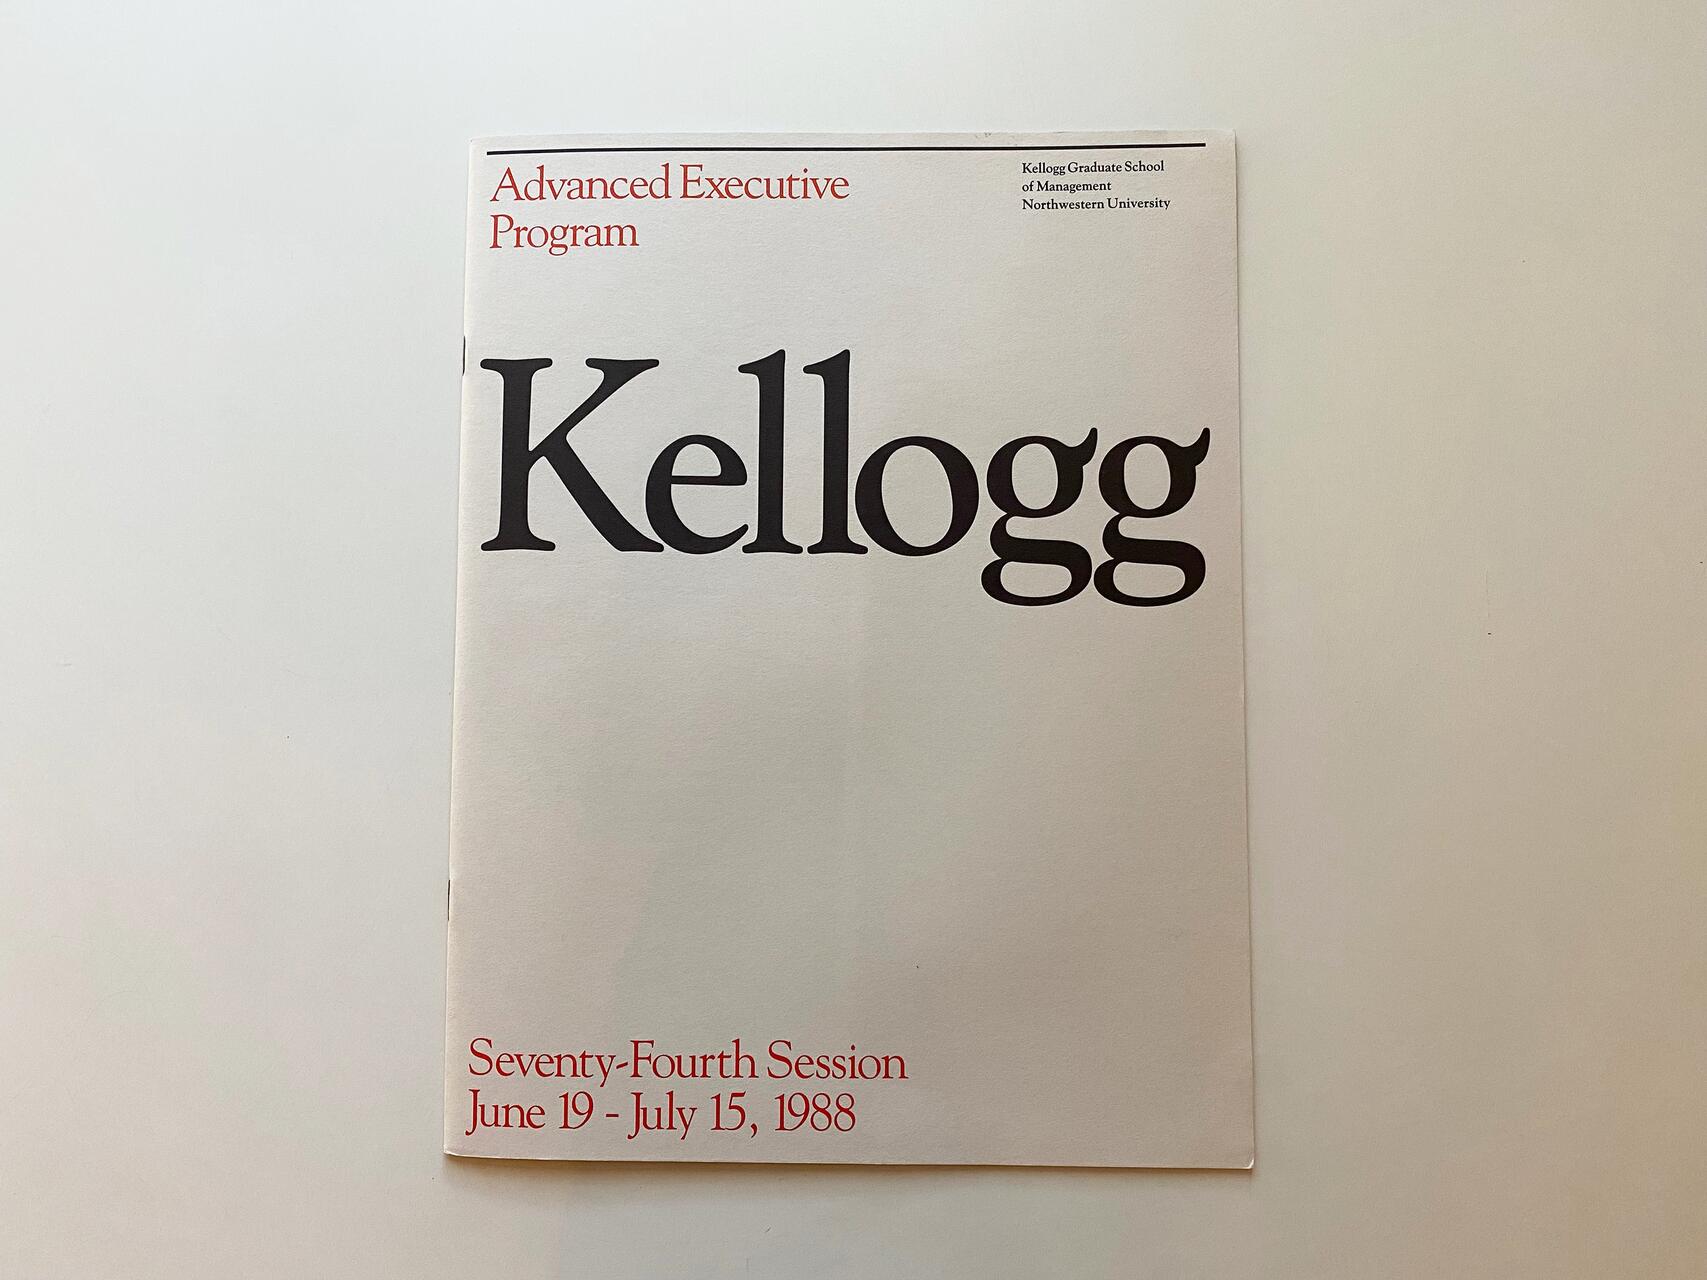 Advanced Executive
Program
Kellogg Graduate School
of Management
Northwestern University
Kellogg
Seventy-Fourth Session
June 19 - July 15, 1988